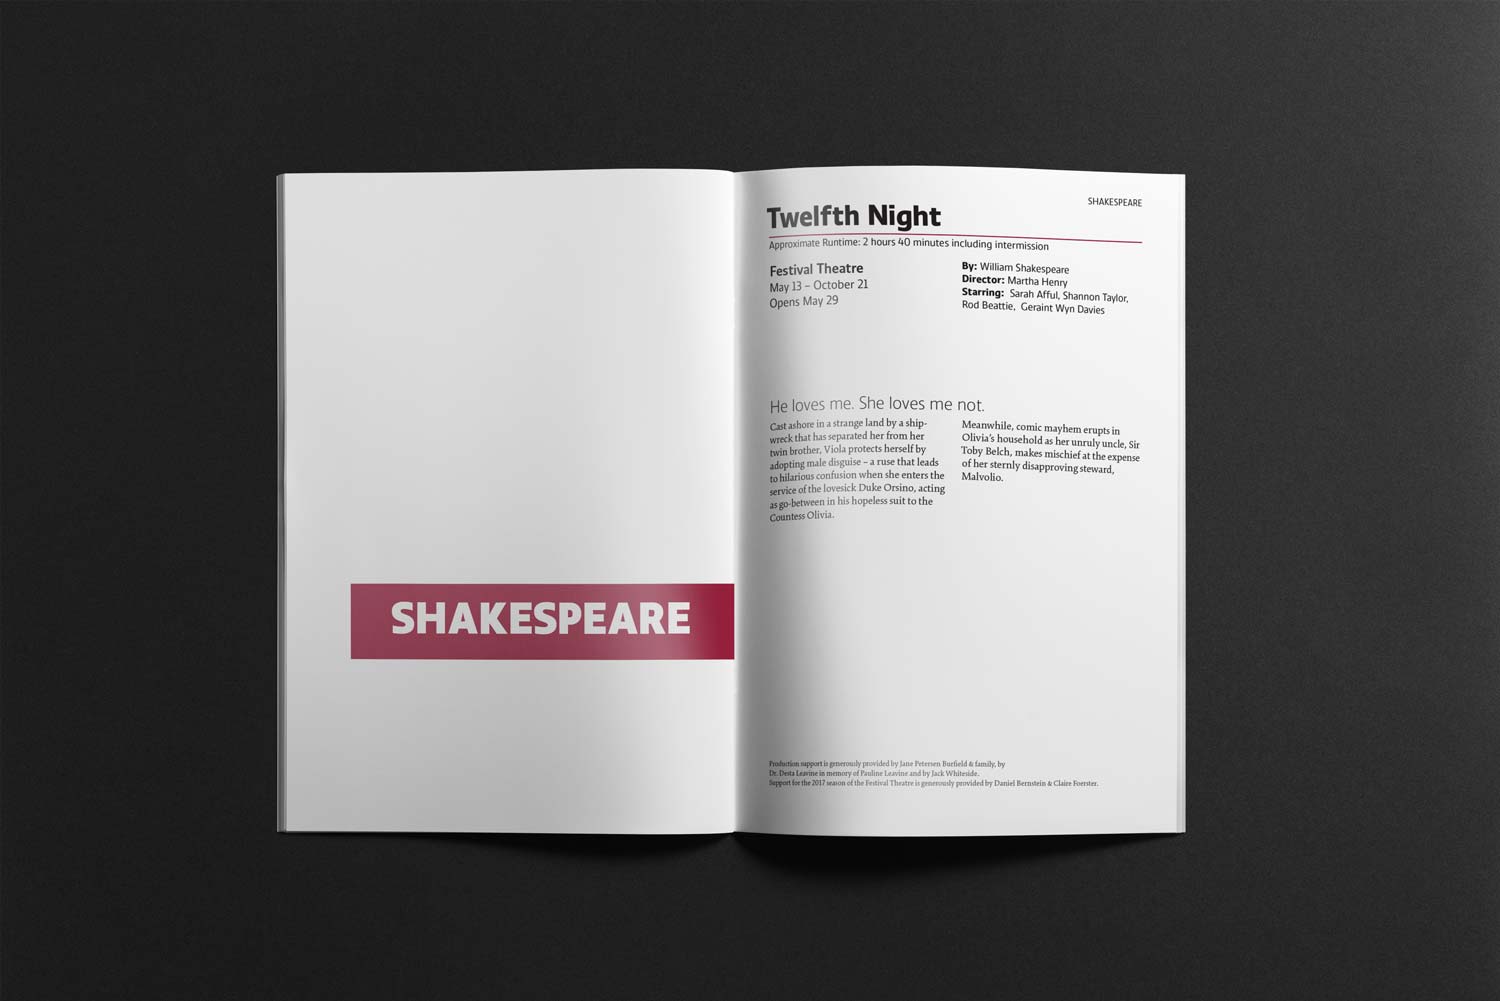 SHAKESPEARE
SHAKESPEARE
Twelfth Night
Approximate Runtime: 2 hours 40 minutes including intermission
Festival Theatre
May 13 – October 21
Opens May 29
By: William Shakespeare
Director: Martha Henry
Starring: Sarah Afful, Shannon Taylor,
Rod Beattie, Geraint Wyn Davies
He loves me. She loves me not.
Cast ashore in a strange land by a ship-
wreck that has separated her from her
twin brother, Viola protects herself by
adopting male disguise – a ruse that leads
to hilarious confusion when she enters the
service of the lovesick Duke Orsino, acting
as go-between in his hopeless suit to the
Countess Olivia.
Meanwhile, comic mayhem erupts in
Olivia's household as her unruly uncle, Sir
Toby Belch, makes mischief at the expense
of her sternly disapproving steward,
Malvolio.
Production support is generously provided by Jane Petersen Burfield & family, by
Dr. Desta Leavine in memory of Pauline Leavine and by Jack Whiteside.
Support for the 2017 season of the Festival Theatre is generously provided by Daniel Bernstein & Claire Foerster.